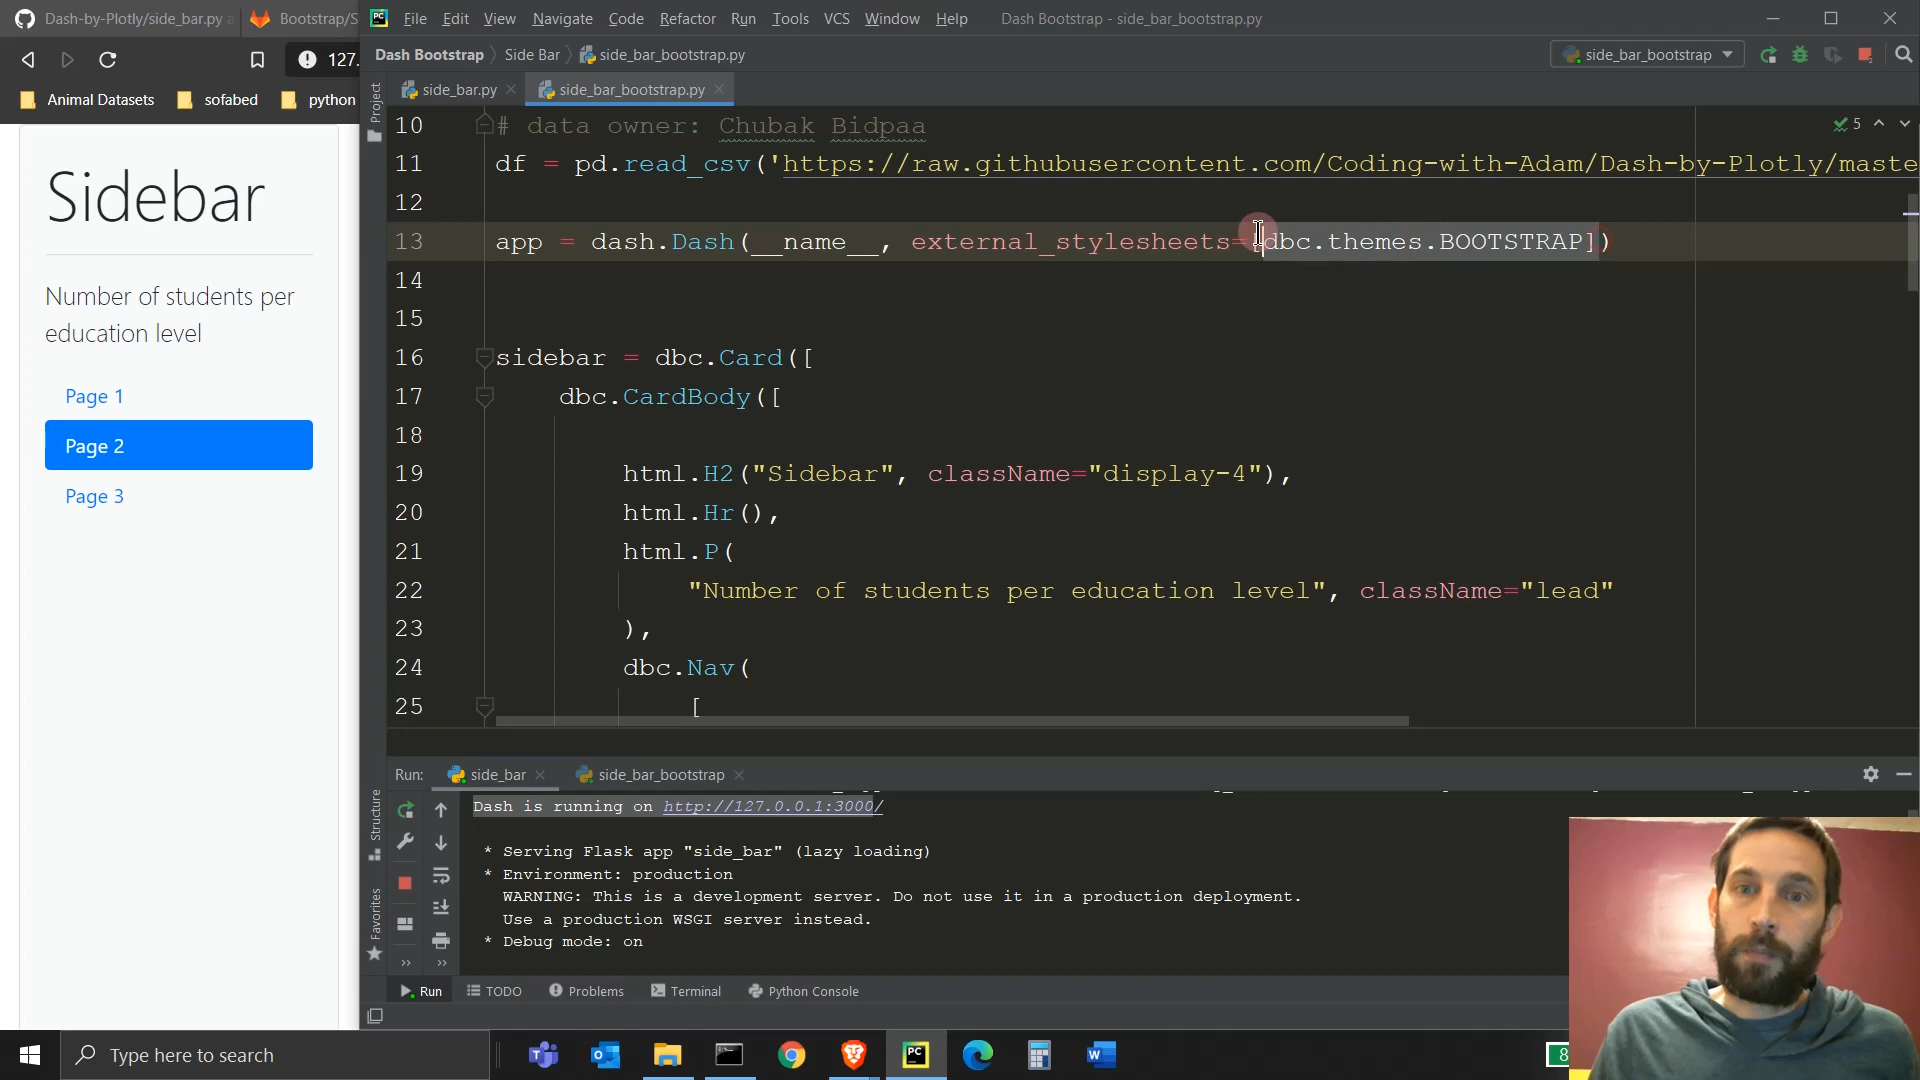 Dash-by-Plotly/side_bar.py a
Bootstrap/S
File Edit View Navigate Code Refactor Run Tools VCS Window Help
Dash Bootstrap - side_bar_bootstrap.py
127.
Dash Bootstrap Side Bar side_bar_bootstrap.py
side_bar_bootstrap
Animal Datasets
sofabed
python
Project
side_bar.py
side_bar_bootstrap.py
10 # data owner: Chubak Bidpaa
5
11 df = pd.read_csv('https://raw.githubusercontent.com/Coding-with-Adam/Dash-by-Plotly/maste
12
13 app = dash.Dash(__name__, external_stylesheets=[dbc.themes.BOOTSTRAP])
14
15
16 sidebar = dbc.Card([
17 dbc.CardBody([
18
19 html.H2("Sidebar", className="display-4"),
20 html.Hr(),
21 html.P(
22 "Number of students per education level", className="lead"
23 ),
24 dbc.Nav(
25 [
Sidebar
Number of students per
education level
Page 1
Page 2
Page 3
Run:
side_bar
side_bar_bootstrap
Structure
Favorites
Dash is running on http://127.0.0.1:3000/
* Serving Flask app "side_bar" (lazy loading)
* Environment: production
WARNING: This is a development server. Do not use it in a production deployment.
Use a production WSGI server instead.
* Debug mode: on
Run TODO Problems Terminal Python Console
PC
Type here to search
8